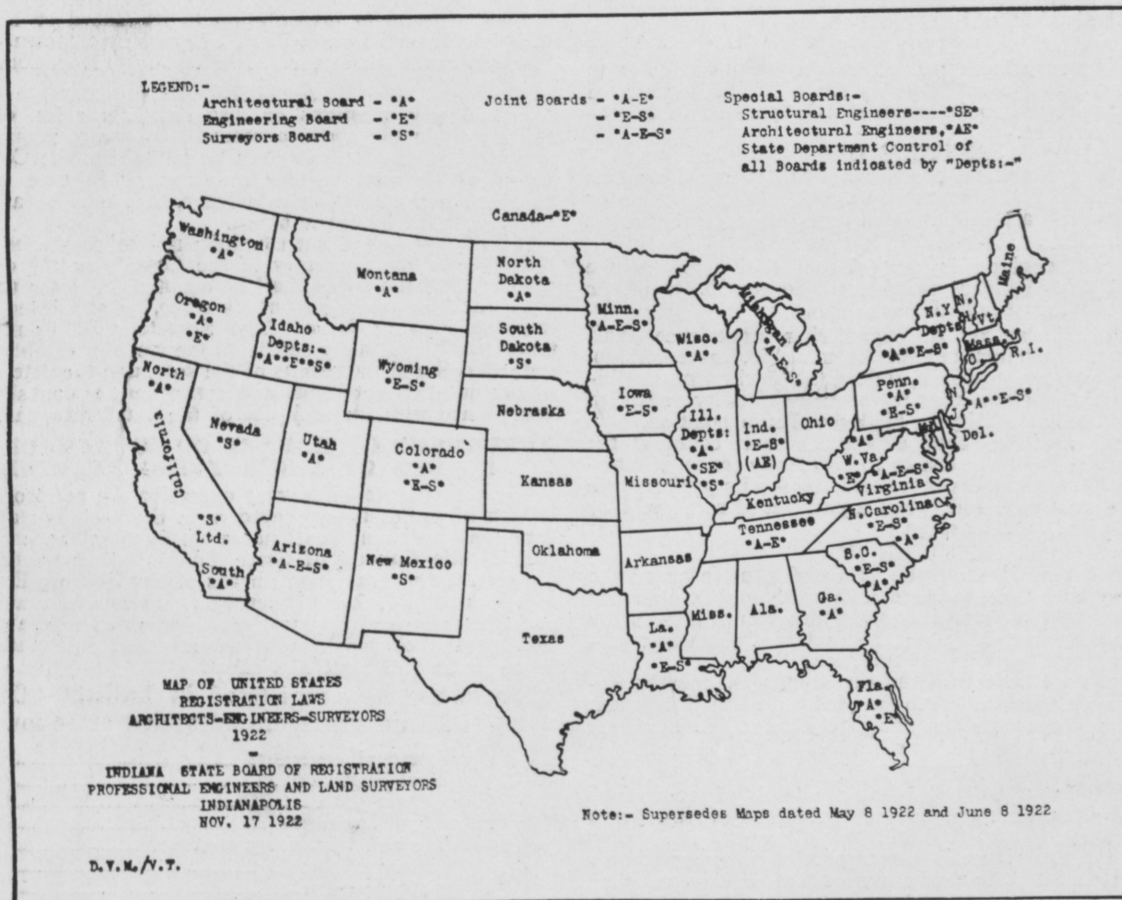 LEGEND:-
Architectural Board - *A*
Engineering Board - *E*
Surveyors Board - *S*
Joint Boards - *A-E*
- *E-S*
- *A-E-S*
Special Boards:-
Structural Engineers----*SE*
Architectural Engineers,*AE*
State Department Control of
all Boards indicated by "Depts:-"
Canada-*E*
Washington
*A*
Oregon
*A*
*E*
Idaho
Depts:-
*A**E**S*
Montana
North
Dakota
*A*
South
Dakota
*S*
Wyoming
*E-S*
Nebraska
North
*A*
California
*S*
Ltd.
South
*A*
Nevada
*S*
Utah
*A*
Colorado
*A*
*E-S*
Kansas
Arizona
*A-E-S*
New Mexico
*S*
Oklahoma
Texas
Minn.
*A-E-S*
Iowa
*E-S*
Missouri
Arkansas
La.
*A*
*E-S*
Wisc.
*A*
Michigan
*A-E-S*
Ill.
Depts:
*A*
*SE*
*S*
Ind.
*E-S*
(AE)
Ohio
Kentucky
Tennessee
*A-E*
Miss.
Ala.
Ga.
*A*
Fla.
*A*
*E*
S.C.
*E-S*
*A*
N.Carolina
*E-S*
*A*
Virginia
*A-E-S*
W.Va.
*A*
*E*
Md.
Del.
Penn.
*A*
*E-S*
N.J.
*A**E-S*
N.Y.
Depts
*A**E-S*
N.H.
Vt.
Maine
Mass.
C.
R.I.
MAP OF UNITED STATES
REGISTRATION LAWS
ARCHITECTS-ENGINEERS-SURVEYORS
1922
-
INDIANA STATE BOARD OF REGISTRATION
PROFESSIONAL ENGINEERS AND LAND SURVEYORS
INDIANAPOLIS
NOV. 17 1922
Note:- Supersedes Maps dated May 8 1922 and June 8 1922
D.V.M./V.T.